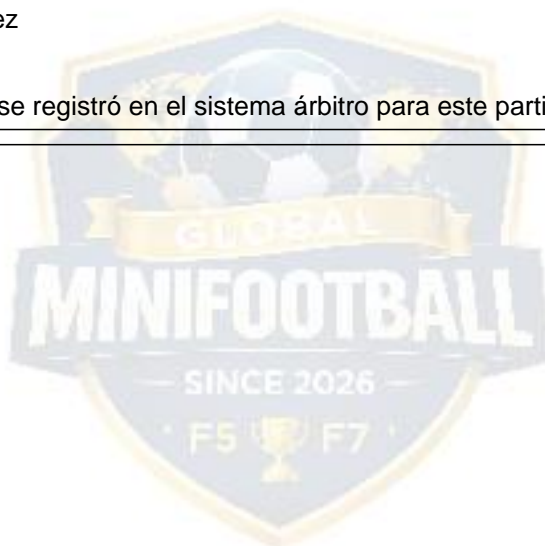 ez
se registró en el sistema árbitro para este parti
GLOBAL
MINIFOOTBALL
SINCE 2026
F5 F7